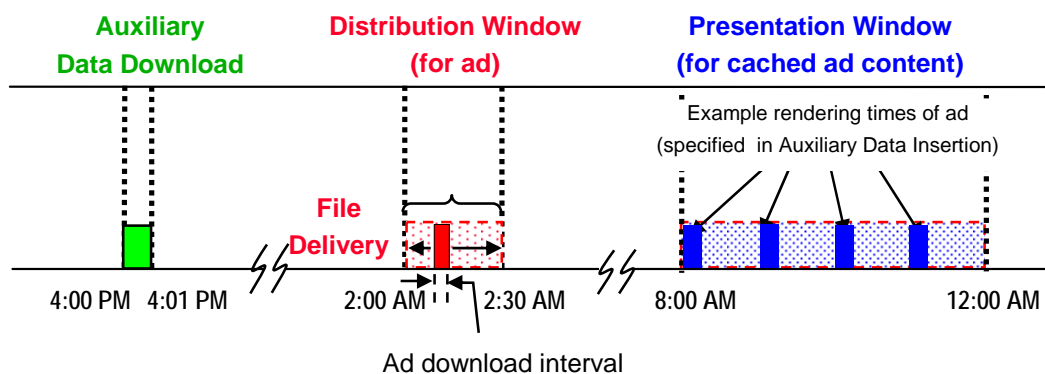 Auxiliary
Data Download
Distribution Window
(for ad)
Presentation Window
(for cached ad content)
Example rendering times of ad
(specified in Auxiliary Data Insertion)
File
Delivery
4:00 PM 4:01 PM
2:00 AM 2:30 AM
8:00 AM 12:00 AM
Ad download interval